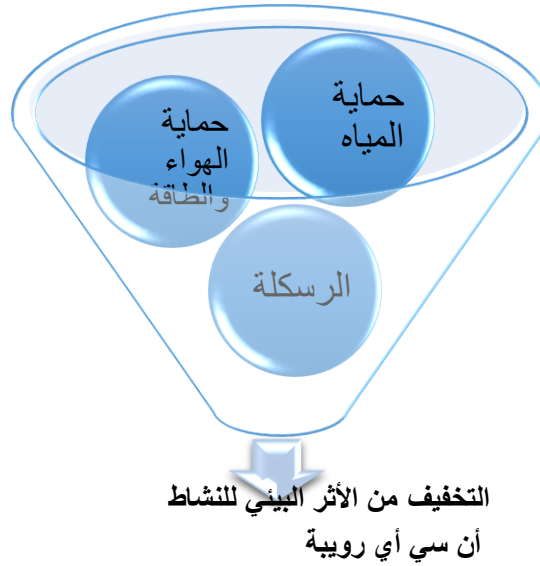 حماية
المياه
حماية
الهواء
والطاقة
الرسكلة
التخفيف من الأثر البيئي للنشاط
أن سي أي رويبة